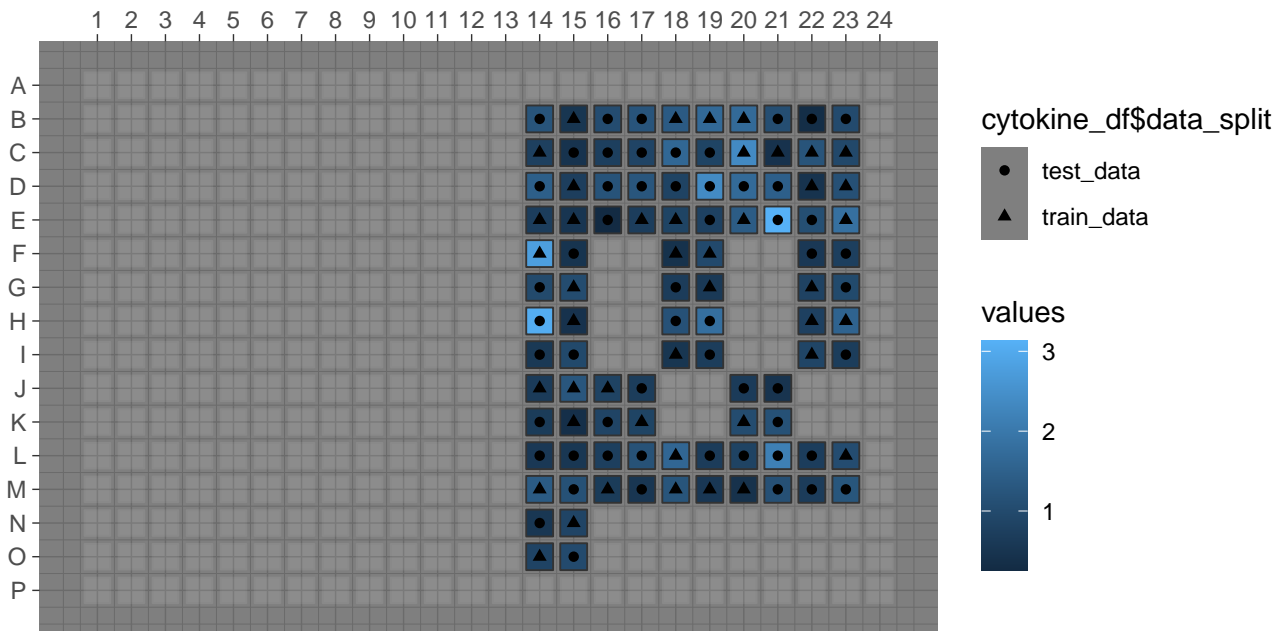 1 2 3 4 5 6 7 8 9 10 11 12 13 14 15 16 17 18 19 20 21 22 23 24
A
B
C
D
E
F
G
H
I
J
K
L
M
N
O
P
cytokine_df$data_split
test_data
train_data
values
3
2
1